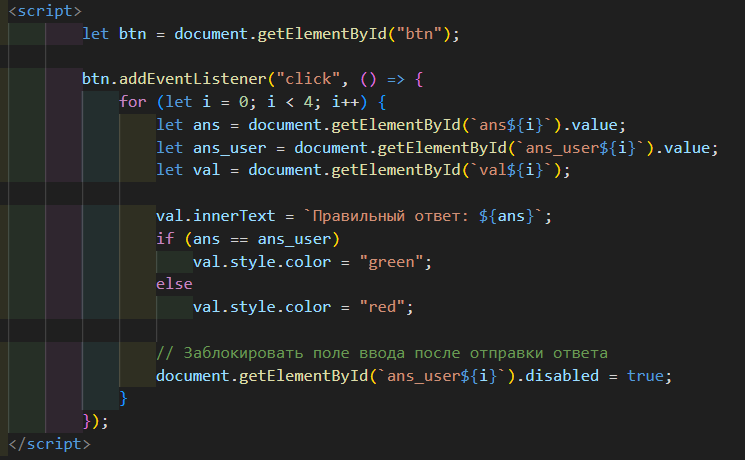 <script>
let btn = document.getElementById("btn");
btn.addEventListener("click", () => {
for (let i = 0; i < 4; i++) {
let ans = document.getElementById(`ans${i}`).value;
let ans_user = document.getElementById(`ans_user${i}`).value;
let val = document.getElementById(`val${i}`);
val.innerText = `Правильный ответ: ${ans}`;
if (ans == ans_user)
val.style.color = "green";
else
val.style.color = "red";
// Заблокировать поле ввода после отправки ответа
document.getElementById(`ans_user${i}`).disabled = true;
}
});
</script>